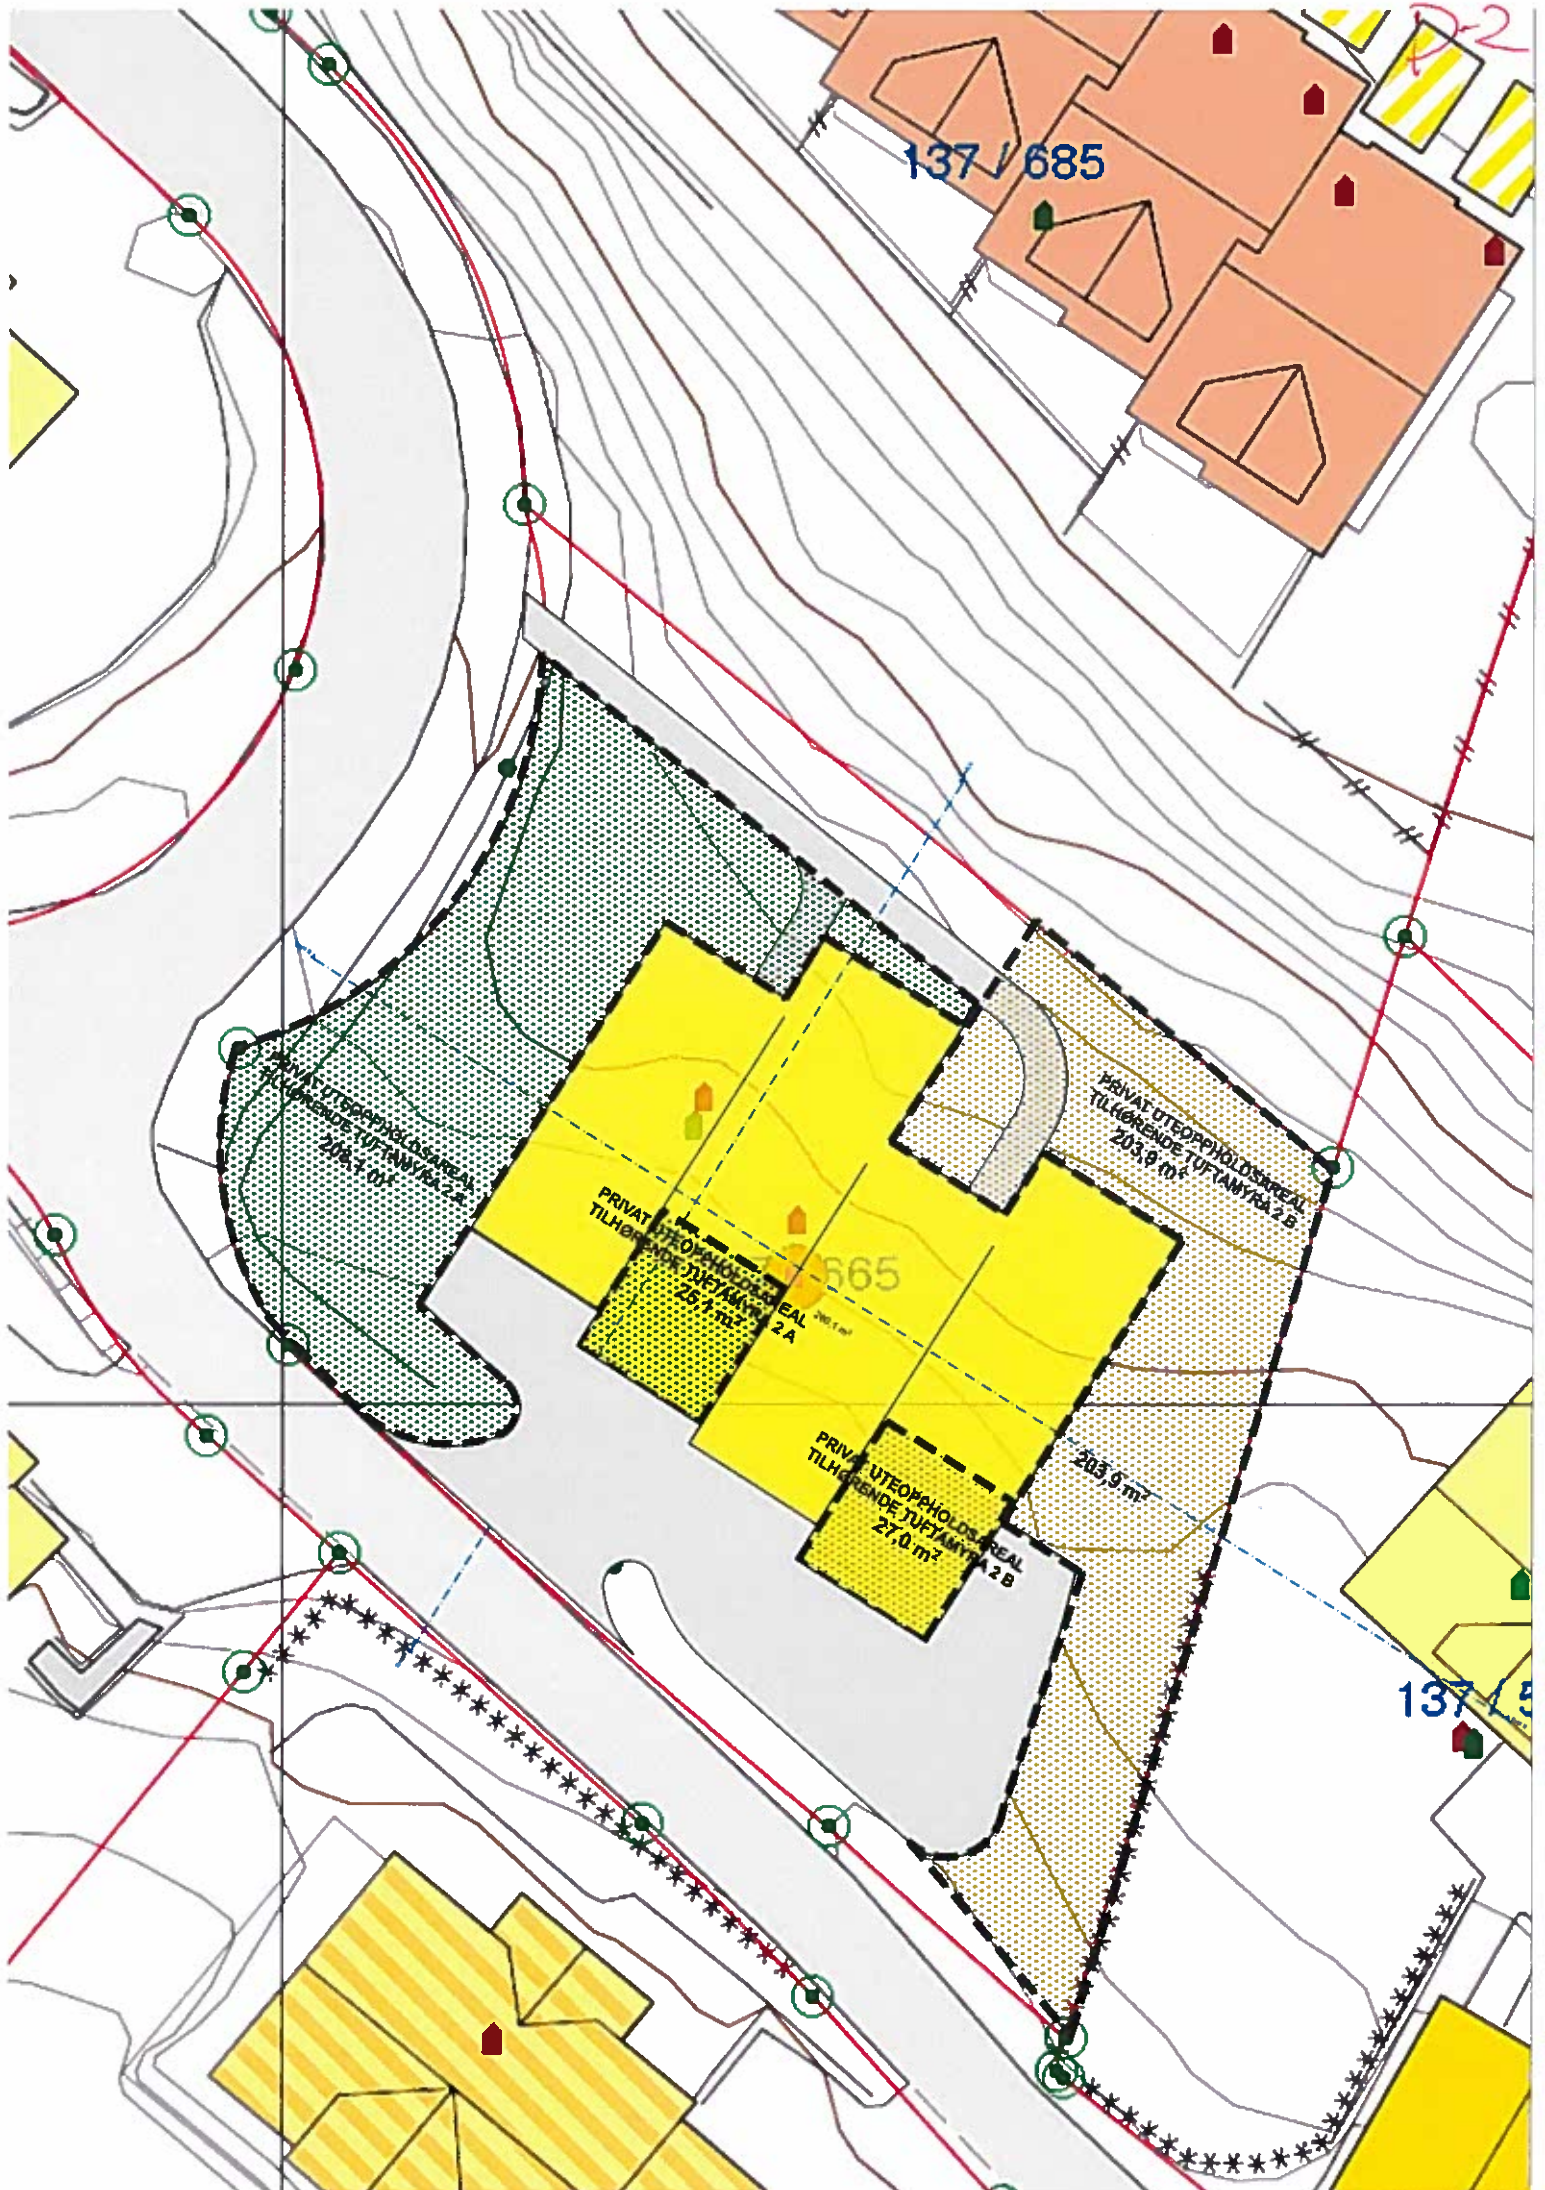 D-2
137 / 685
PRIVAT UTEOPPHOLDSAREAL
TILHØRENDE TUFTAMYRA 2 A
208,1 m²
PRIVAT UTEOPPHOLDSAREAL
TILHØRENDE TUFTAMYRA 2 B
203,9 m²
PRIVAT UTEOPPHOLDSAREAL
TILHØRENDE TUFTAMYRA 2 A
25,1 m²
665
PRIVAT UTEOPPHOLDSAREAL
TILHØRENDE TUFTAMYRA 2 B
27,0 m²
203,9 m²
137 / 5